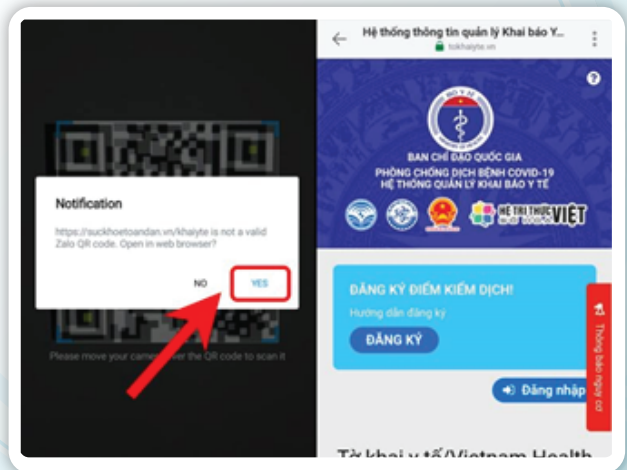 Notification
https://suckhoetoandan.vn/khaiyte is not a valid
Zalo QR code. Open in web browser?
NO
YES
Please move your camera over the QR code to scan it
Hệ thống thông tin quản lý Khai báo Y...
tokhaiyte.vn
BỘ Y TẾ
BAN CHỈ ĐẠO QUỐC GIA
PHÒNG CHỐNG DỊCH BỆNH COVID-19
HỆ THỐNG QUẢN LÝ KHAI BÁO Y TẾ
HỆ TRI THỨC VIỆT
ĐĂNG KÝ ĐIỂM KIỂM DỊCH!
Hướng dẫn đăng ký
ĐĂNG KÝ
Thông báo nguy cơ
Đăng nhập
Tờ khai y tế/Vietnam Health